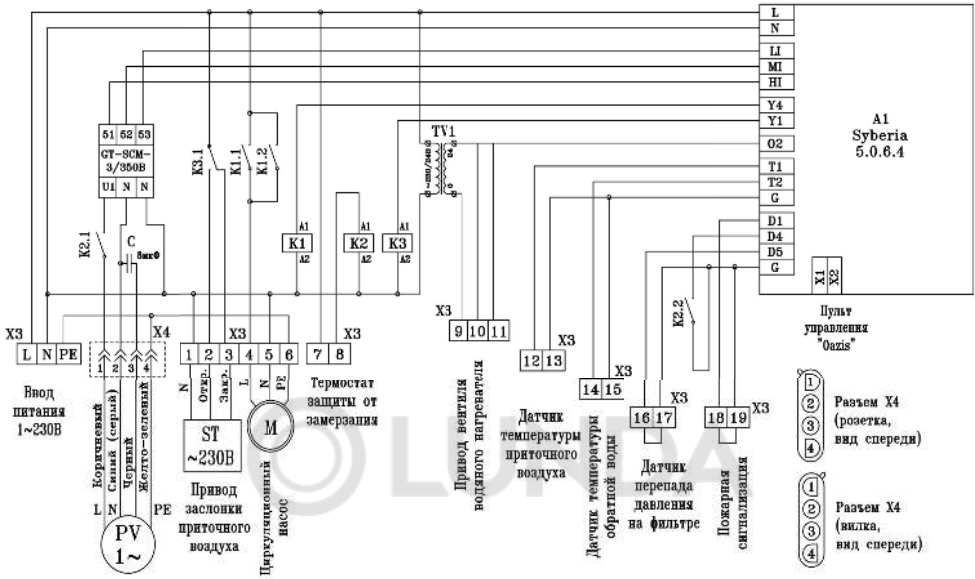 L
N
LI
MI
HI
Y4
Y1
O2
T1
T2
G
D1
D4
D5
G
A1
Syberia
5.0.6.4
X1
X2
Пульт
управления
"Oazis"
51 52 53
GT-SCM-
3/350B
U1 N N
K2.1
C
8мкФ
K3.1
K1.1
K1.2
TV1
~230/24В
24
0
A1
K1
A2
A1
K2
A2
A1
K3
A2
K2.2
X3
L N PE
X4
1 2 3 4
X3
1 2 3 4 5 6
X3
7 8
X3
9 10 11
X3
12 13
X3
14 15
X3
16 17
X3
18 19
Ввод
питания
1~230В
Коричневый
Синий (серый)
Черный
Желто-зеленый
L N PE
PV
1~
N
Откр.
Закр.
ST
~230В
Привод
заслонки
приточного
воздуха
L
N
PE
M
Циркуляционный
насос
Термостат
защиты от
замерзания
Привод вентиля
водяного нагревателя
Датчик
температуры
приточного
воздуха
Датчик температуры
обратной воды
Датчик
перепада
давления
на фильтре
Пожарная
сигнализация
1
2
3
4
Разъем X4
(розетка,
вид спереди)
1
2
3
4
Разъем X4
(вилка,
вид спереди)
LUNDA